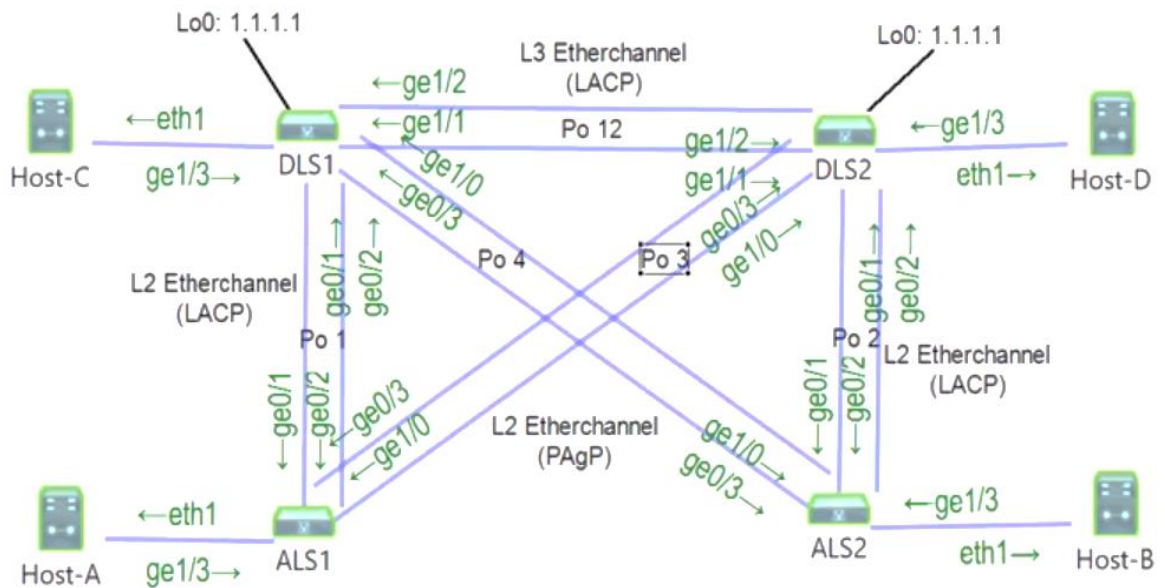 Lo0: 1.1.1.1
Lo0: 1.1.1.1
L3 Etherchannel
(LACP)
←ge1/2
←eth1
←ge1/1
Po 12
ge1/2→
←ge1/3
Host-C
ge1/3→
DLS1
←ge1/0
←ge0/3
ge1/1→
DLS2
eth1→
Host-D
ge0/3→
ge1/0→
Po 4
Po 3
ge0/1→
ge0/2→
ge0/1→
ge0/2→
L2 Etherchannel
(LACP)
Po 1
Po 2
L2 Etherchannel
(LACP)
←ge0/1
←ge0/2
←ge0/3
←ge1/0
L2 Etherchannel
(PAgP)
ge1/0→
ge0/3→
←ge0/1
←ge0/2
←eth1
←ge1/3
Host-A
ge1/3→
ALS1
ALS2
eth1→
Host-B